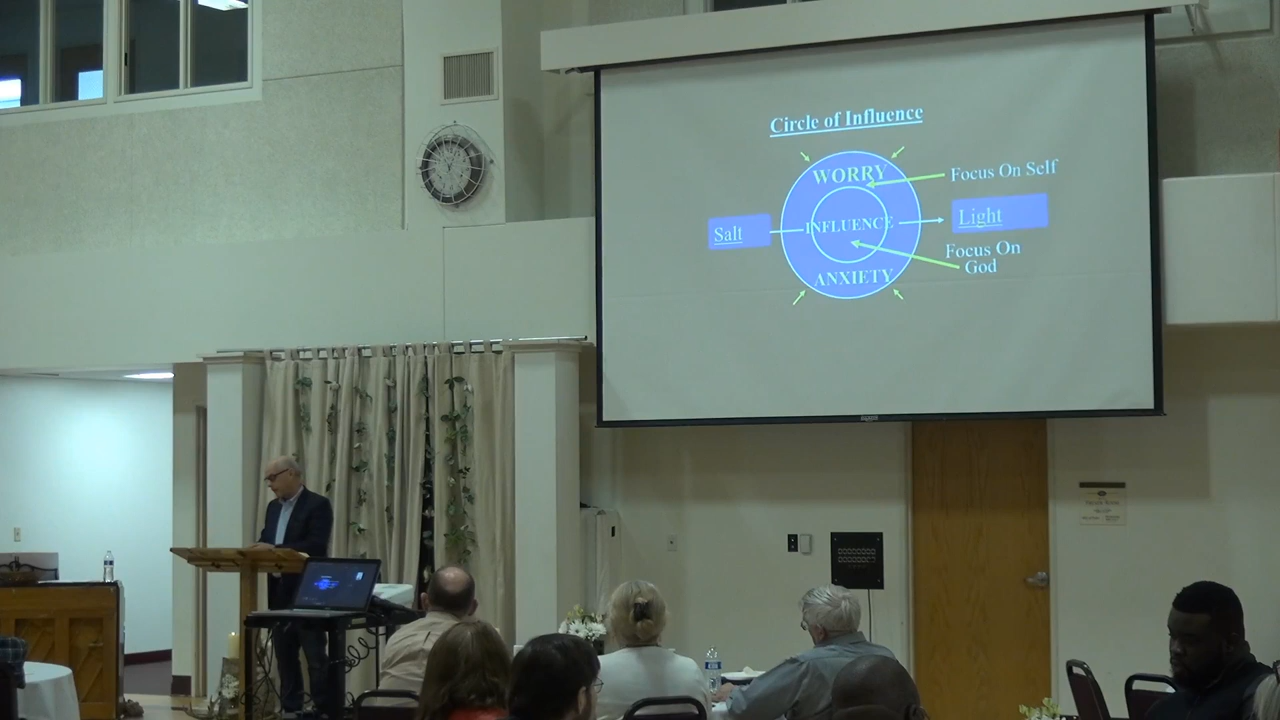 Circle of Influence
WORRY
Focus On Self
Salt
INFLUENCE
Light
Focus On
God
ANXIETY